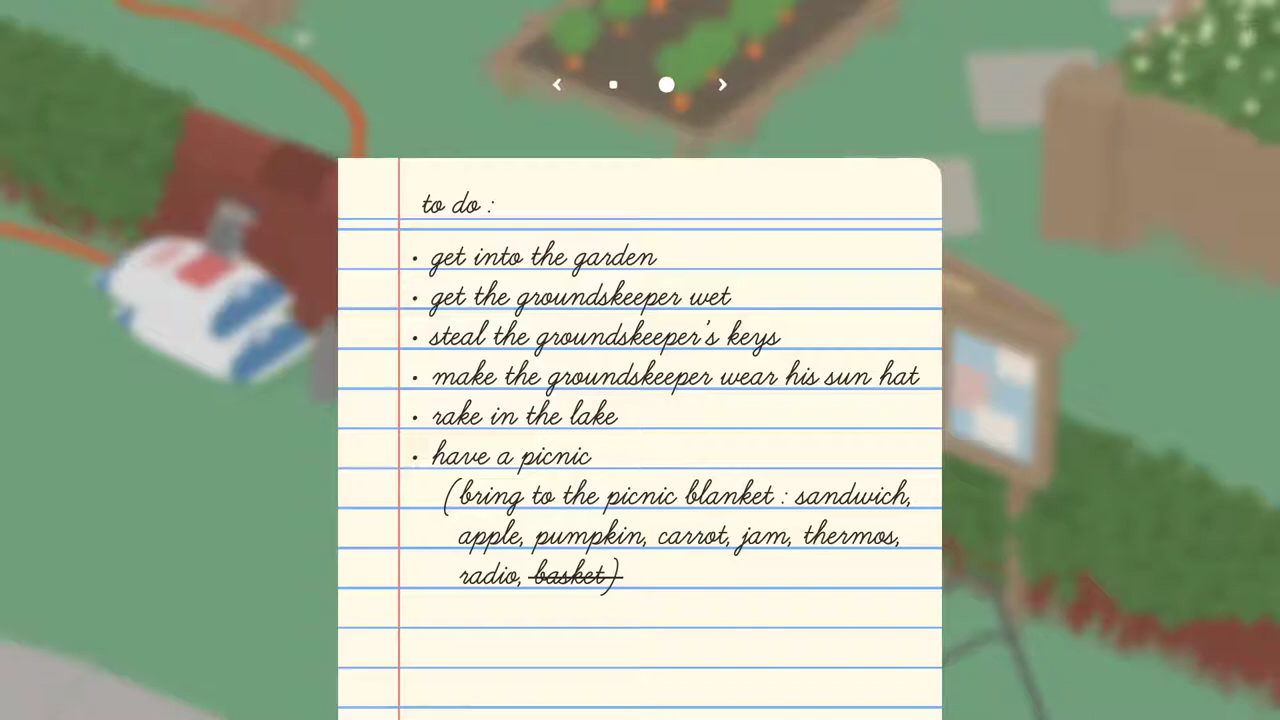 to do :
• get into the garden
• get the groundskeeper wet
• steal the groundskeeper's keys
• make the groundskeeper wear his sun hat
• rake in the lake
• have a picnic
(bring to the picnic blanket : sandwich,
apple, pumpkin, carrot, jam, thermos,
radio, basket)